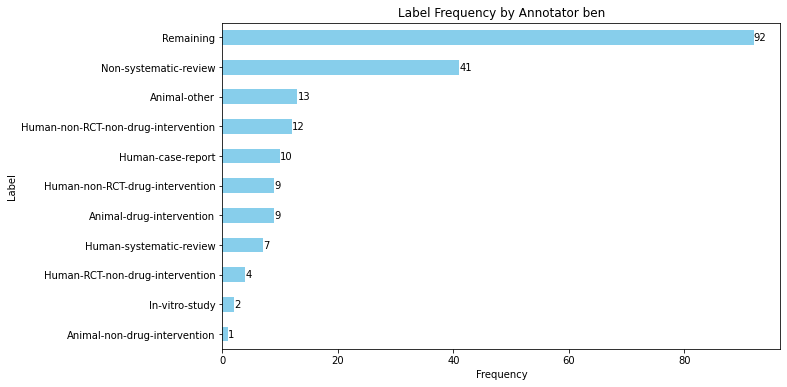 Label Frequency by Annotator ben
Remaining 92
Non-systematic-review 41
Animal-other 13
Human-non-RCT-non-drug-intervention 12
Human-case-report 10
Human-non-RCT-drug-intervention 9
Animal-drug-intervention 9
Human-systematic-review 7
Human-RCT-non-drug-intervention 4
In-vitro-study 2
Animal-non-drug-intervention 1
Label
0 20 40 60 80
Frequency